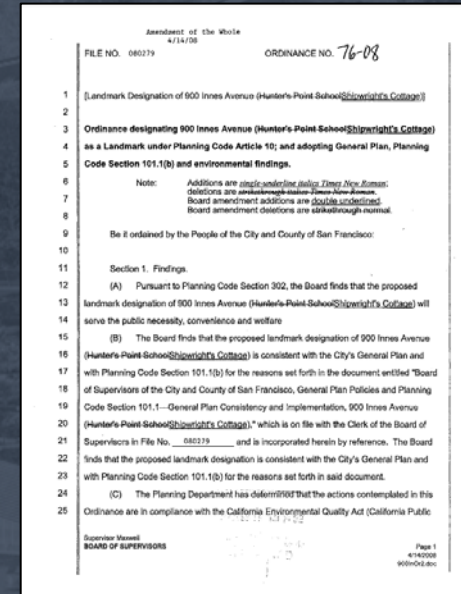 Amendment of the Whole
4/14/08
FILE NO. 080279 ORDINANCE NO. 76-08
1 [Landmark Designation of 900 Innes Avenue (Hunter's Point SchoolShipwright's Cottage)]
2
3 Ordinance designating 900 Innes Avenue (Hunter's Point SchoolShipwright's Cottage)
4 as a Landmark under Planning Code Article 10; and adopting General Plan, Planning
5 Code Section 101.1(b) and environmental findings.
6 Note: Additions are single-underline italics Times New Roman;
7 deletions are strikethrough italics Times New Roman.
Board amendment additions are double underlined.
8 Board amendment deletions are strikethrough normal.
9 Be it ordained by the People of the City and County of San Francisco:
10
11 Section 1. Findings.
12 (A) Pursuant to Planning Code Section 302, the Board finds that the proposed
13 landmark designation of 900 Innes Avenue (Hunter's Point SchoolShipwright's Cottage) will
14 serve the public necessity, convenience and welfare
15 (B) The Board finds that the proposed landmark designation of 900 Innes Avenue
16 (Hunter's Point SchoolShipwright's Cottage) is consistent with the City's General Plan and
17 with Planning Code Section 101.1(b) for the reasons set forth in the document entitled "Board
18 of Supervisors of the City and County of San Francisco, General Plan Policies and Planning
19 Code Section 101.1—General Plan Consistency and Implementation, 900 Innes Avenue
20 (Hunter's Point SchoolShipwright's Cottage)," which is on file with the Clerk of the Board of
21 Supervisors in File No. 080279 and is incorporated herein by reference. The Board
22 finds that the proposed landmark designation is consistent with the City's General Plan and
23 with Planning Code Section 101.1(b) for the reasons set forth in said document.
24 (C) The Planning Department has determined that the actions contemplated in this
25 Ordinance are in compliance with the California Environmental Quality Act (California Public
Supervisor Maxwell
BOARD OF SUPERVISORS
Page 1
4/14/2008
900InOr2.doc